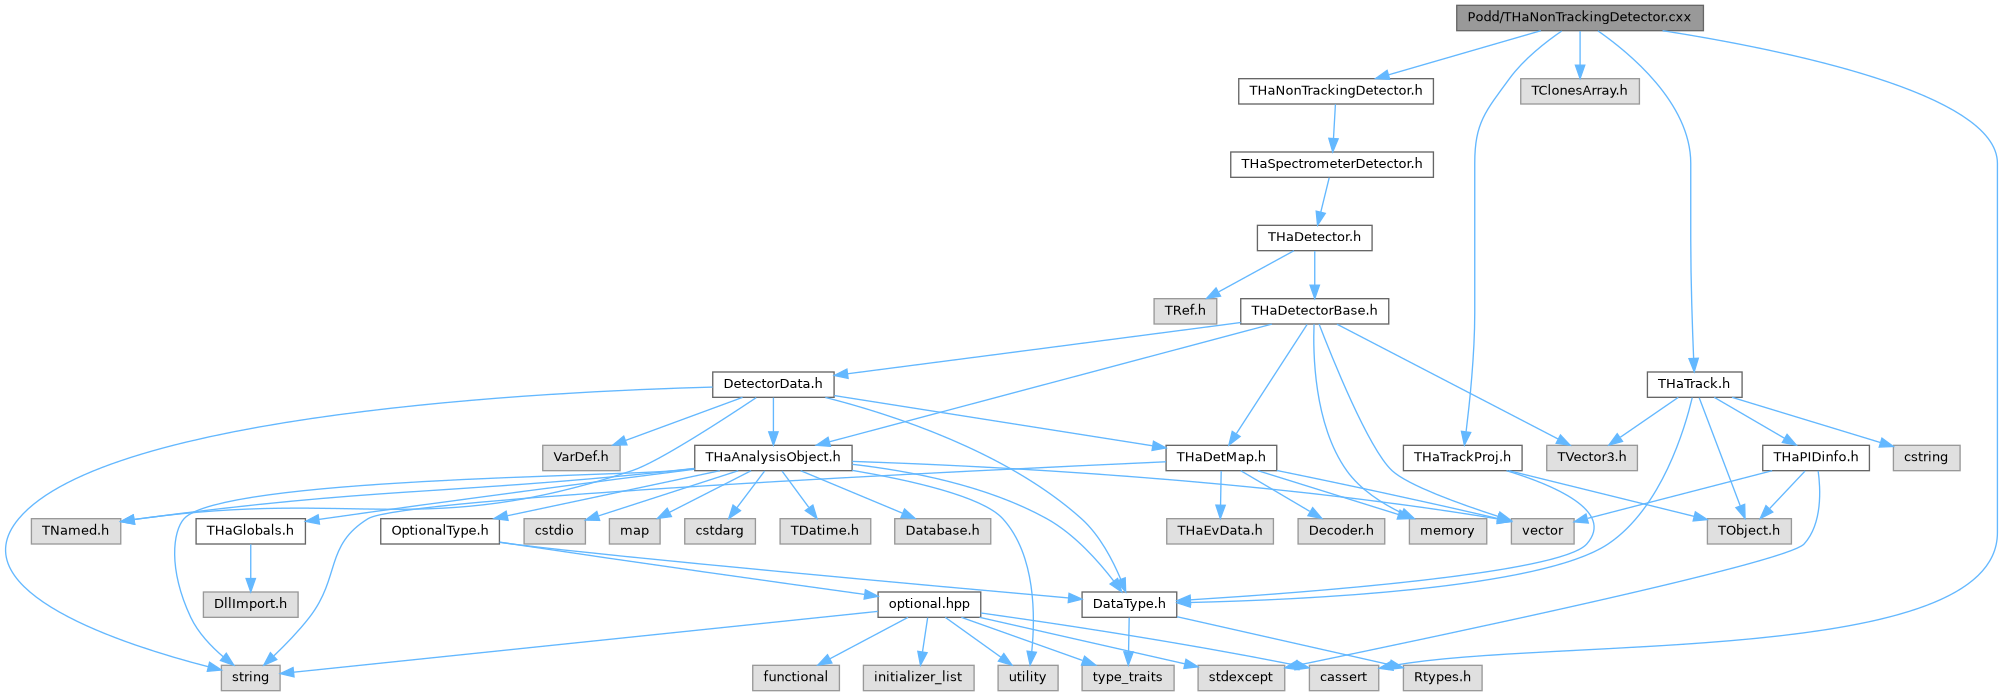 Podd/THaNonTrackingDetector.cxx
THaNonTrackingDetector.h
TClonesArray.h
THaSpectrometerDetector.h
THaDetector.h
TRef.h
THaDetectorBase.h
DetectorData.h
THaTrack.h
VarDef.h
THaAnalysisObject.h
THaDetMap.h
THaTrackProj.h
TVector3.h
THaPIDinfo.h
cstring
TNamed.h
THaGlobals.h
OptionalType.h
cstdio
map
cstdarg
TDatime.h
Database.h
THaEvData.h
Decoder.h
memory
vector
TObject.h
DllImport.h
optional.hpp
DataType.h
string
functional
initializer_list
utility
type_traits
stdexcept
cassert
Rtypes.h